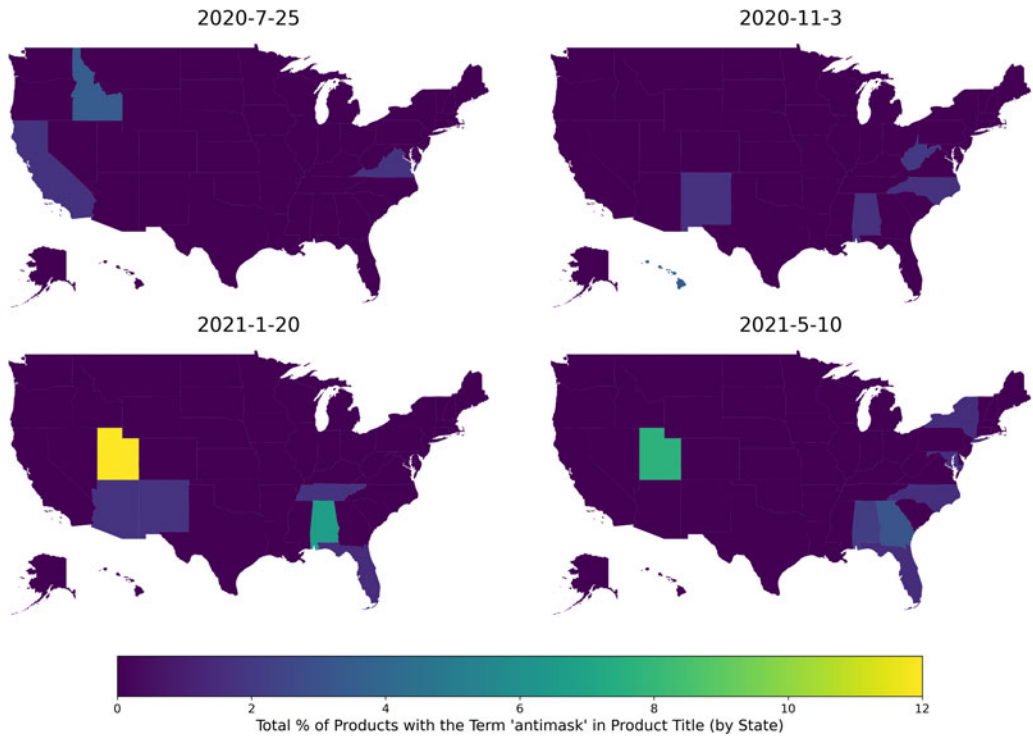 2020-7-25 2020-11-3
2021-1-20 2021-5-10
0 2 4 6 8 10 12
Total % of Products with the Term 'antimask' in Product Title (by State)